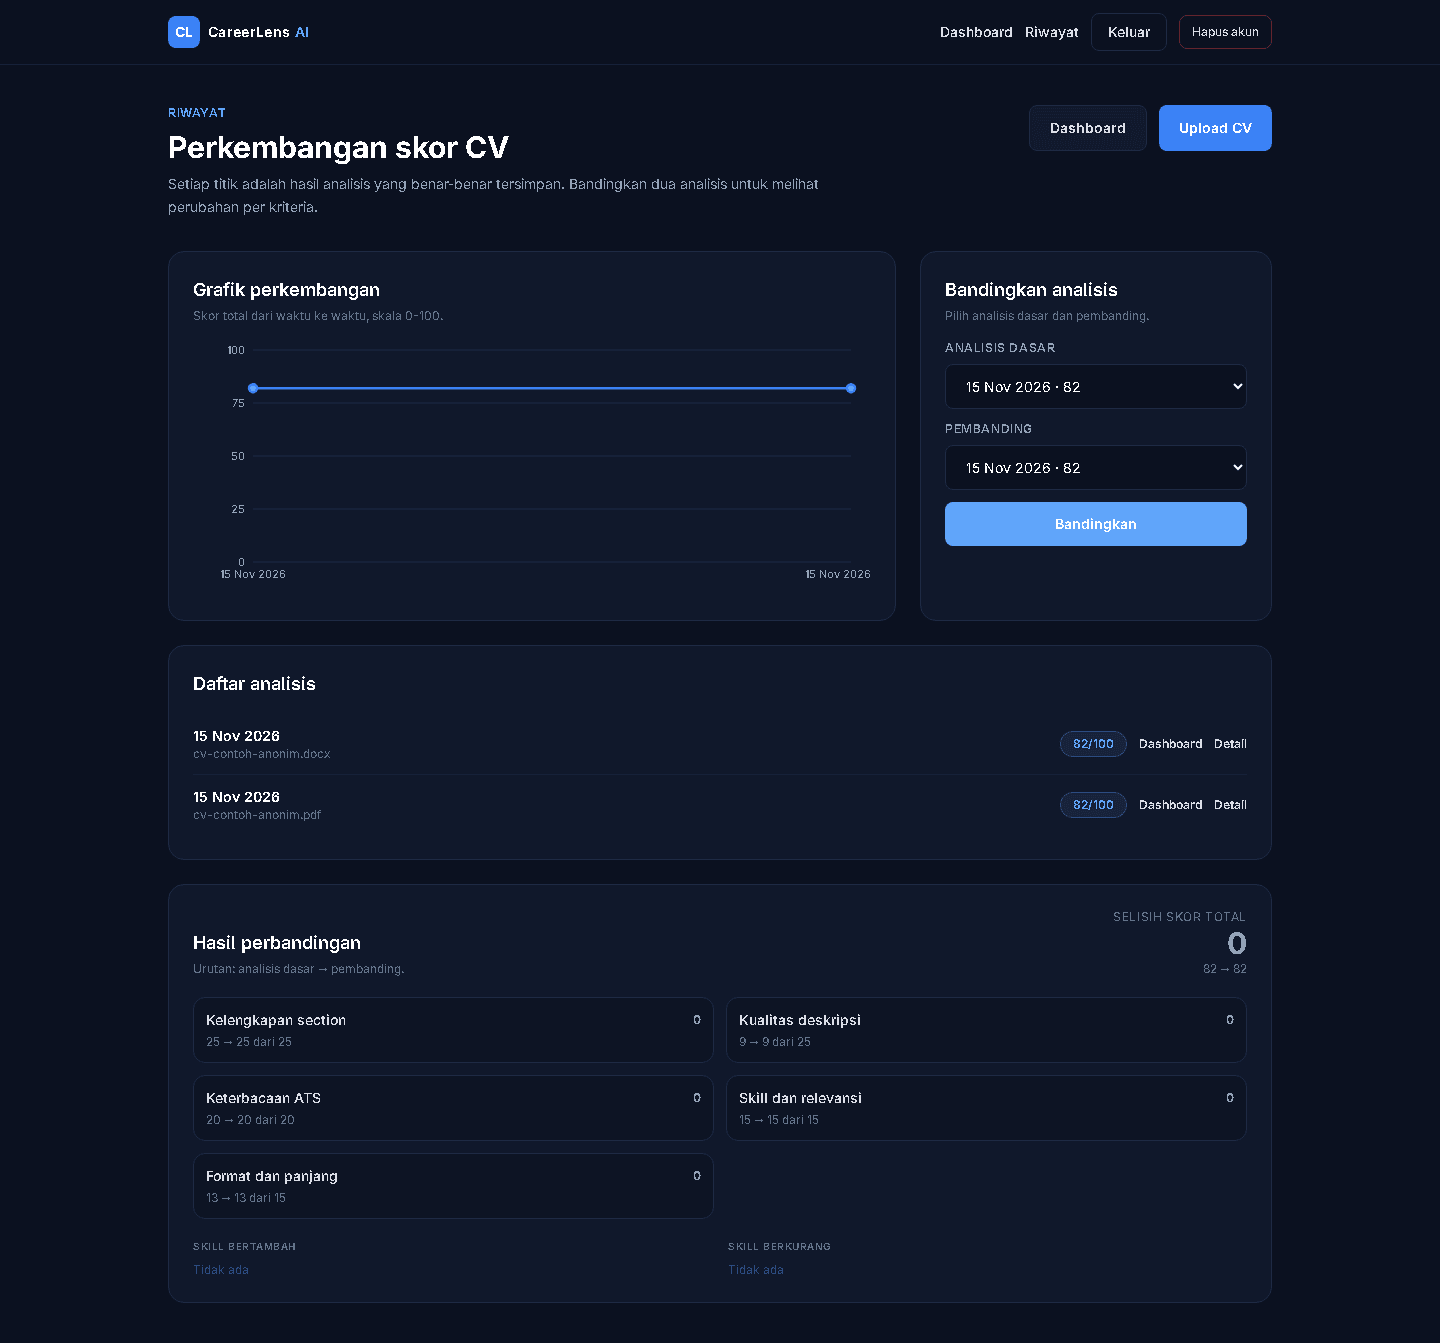 CL CareerLens AI
Dashboard Riwayat Keluar Hapus akun
RIWAYAT
Perkembangan skor CV
Setiap titik adalah hasil analisis yang benar-benar tersimpan. Bandingkan dua analisis untuk melihat
perubahan per kriteria.
Dashboard Upload CV
Grafik perkembangan
Skor total dari waktu ke waktu, skala 0-100.
100
75
50
25
0
15 Nov 2026 15 Nov 2026
Bandingkan analisis
Pilih analisis dasar dan pembanding.
ANALISIS DASAR
15 Nov 2026 · 82
PEMBANDING
15 Nov 2026 · 82
Bandingkan
Daftar analisis
15 Nov 2026
cv-contoh-anonim.docx
82/100 Dashboard Detail
15 Nov 2026
cv-contoh-anonim.pdf
82/100 Dashboard Detail
Hasil perbandingan
Urutan: analisis dasar → pembanding.
SELISIH SKOR TOTAL
0
82 → 82
Kelengkapan section 0
25 → 25 dari 25
Kualitas deskripsi 0
9 → 9 dari 25
Keterbacaan ATS 0
20 → 20 dari 20
Skill dan relevansi 0
15 → 15 dari 15
Format dan panjang 0
13 → 13 dari 15
SKILL BERTAMBAH
Tidak ada
SKILL BERKURANG
Tidak ada